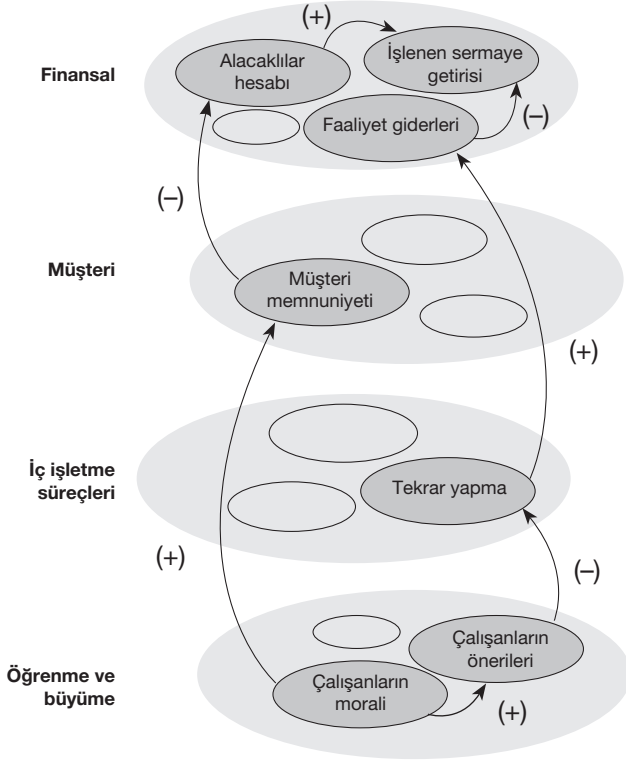 (+)
Finansal
Alacaklılar
hesabı
İşlenen sermaye
getirisi
Faaliyet giderleri
(–)
(–)
Müşteri
Müşteri
memnuniyeti
(+)
İç işletme
süreçleri
Tekrar yapma
(+)
(–)
Öğrenme ve
büyüme
Çalışanların
önerileri
Çalışanların
morali
(+)